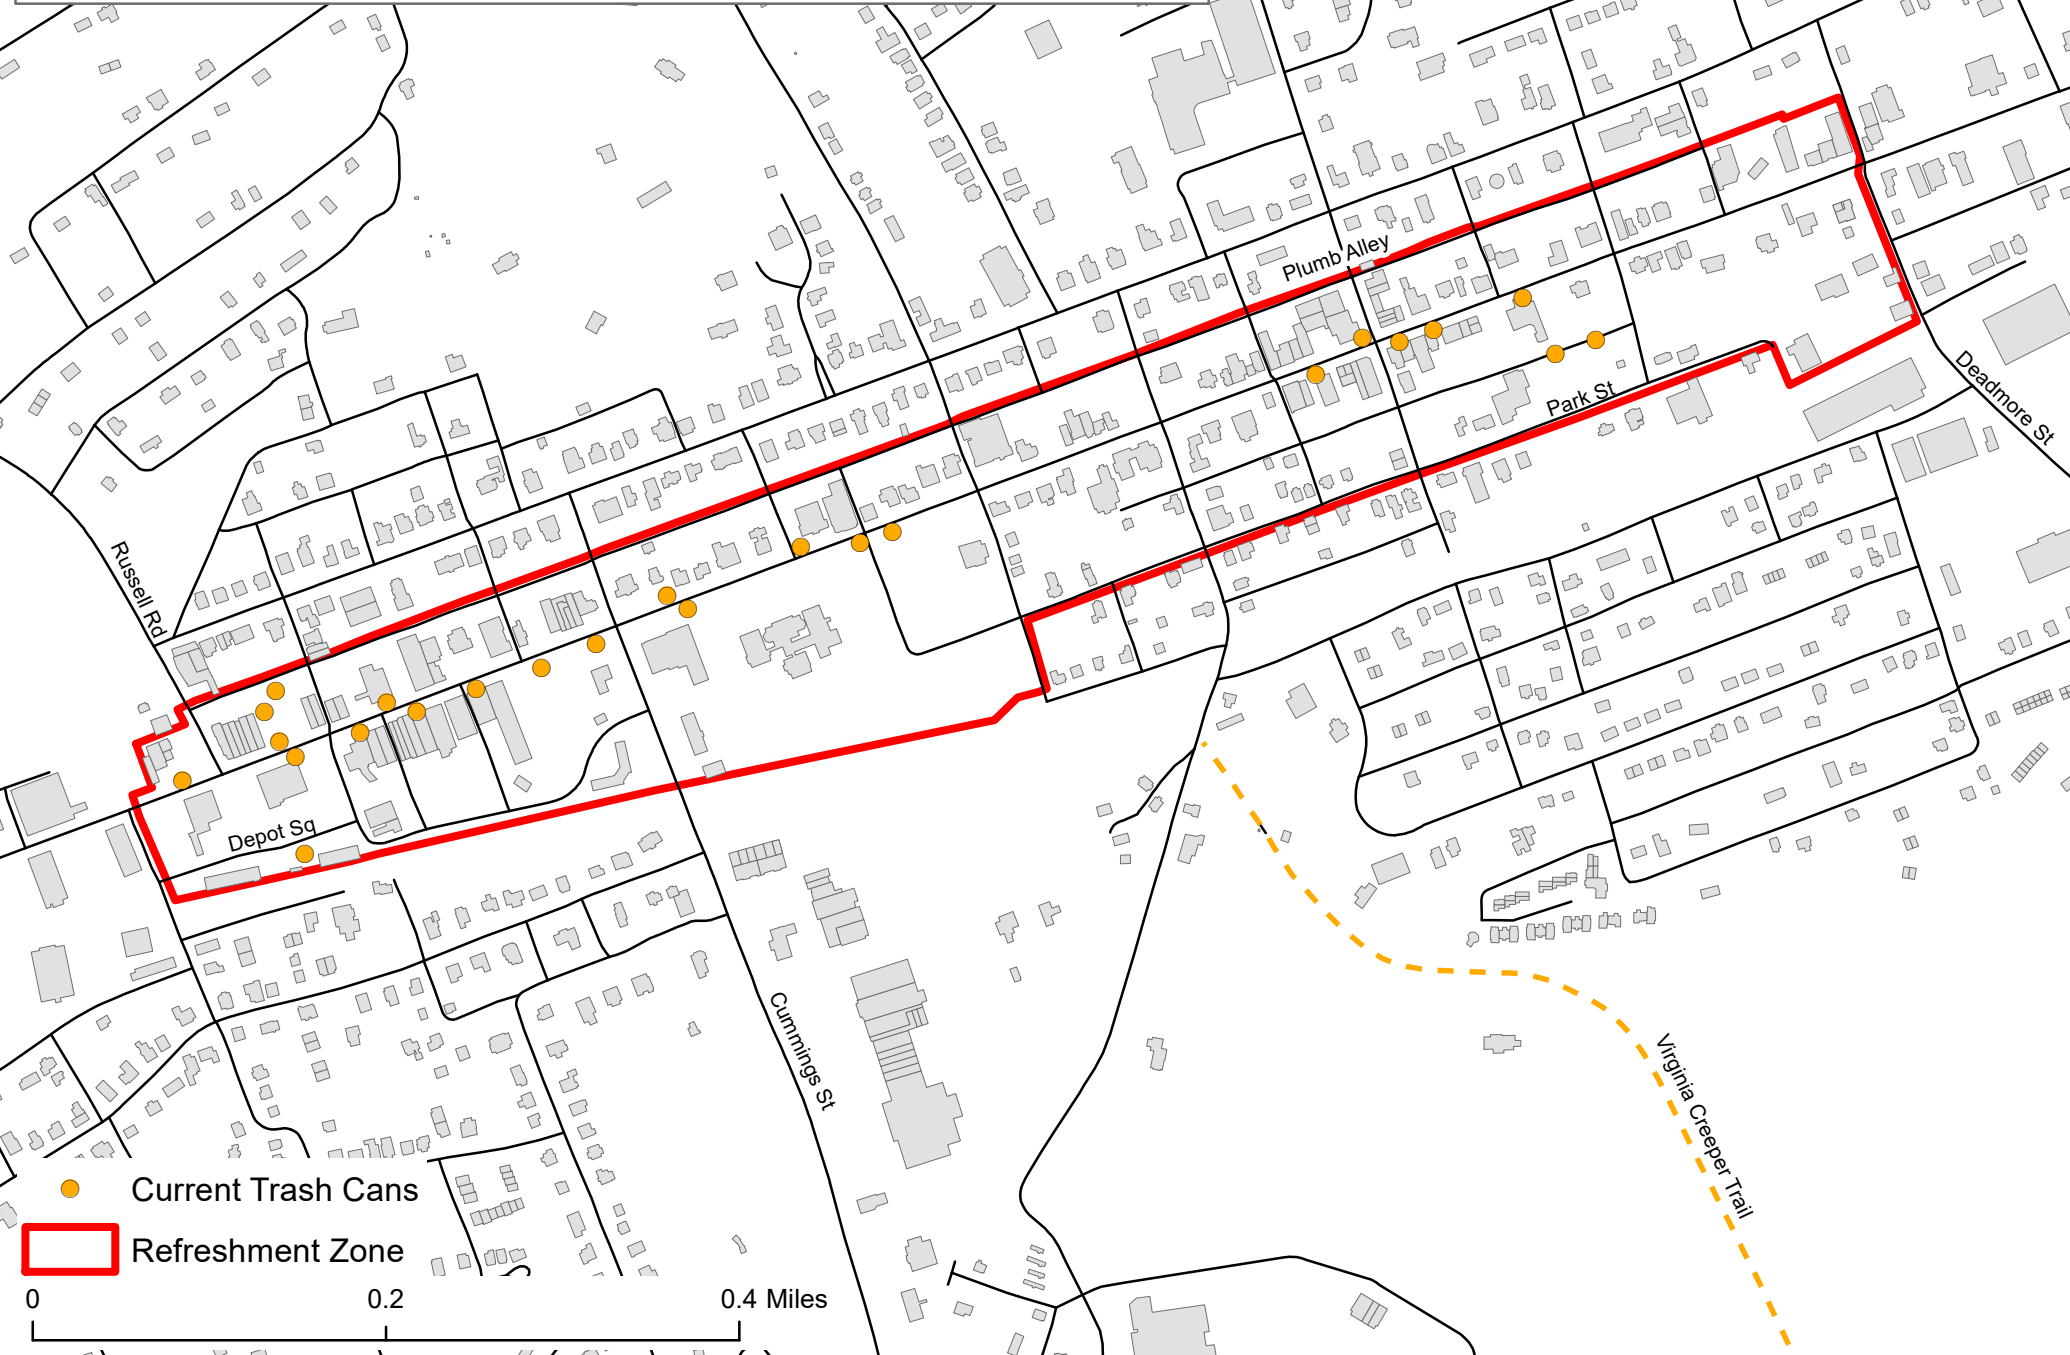 Plumb Alley
Deadmore St
Park St
Russell Rd
Depot Sq
Cummings St
Virginia Creeper Trail
Current Trash Cans
Refreshment Zone
0 0.2 0.4 Miles